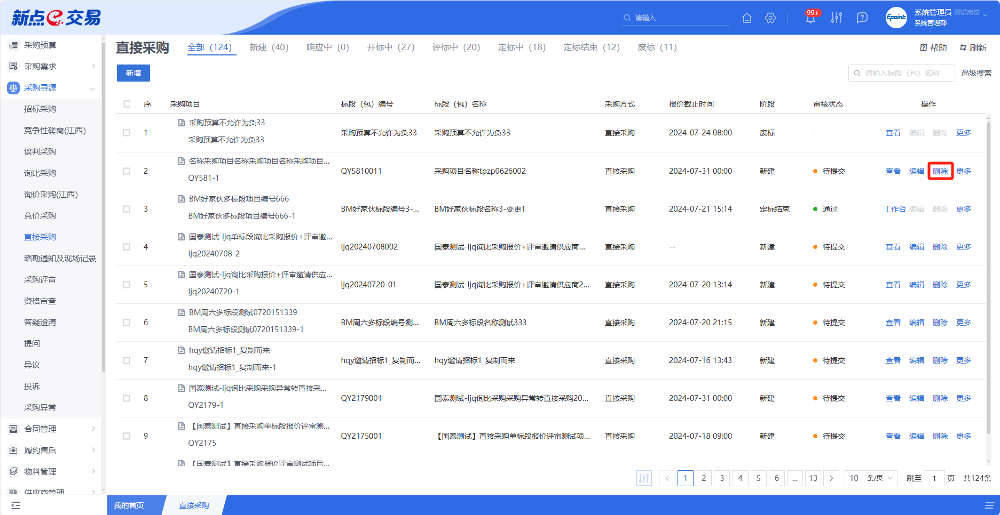 新点e交易
请输入
99+
Epoint
系统管理员 测试岗位
系统管理部
采购预算
采购需求
采购寻源
招标采购
竞争性磋商(江西)
谈判采购
询比采购
询价采购(江西)
竞价采购
直接采购
踏勘通知及现场记录
采购评审
资格审查
答疑澄清
提问
异议
投诉
采购异常
合同管理
履约售后
物料管理
供应商管理
直接采购 全部（124） 新建（40） 响应中（0） 开标中（27） 评标中（20） 定标中（18） 定标结束（12） 废标（11） 帮助 刷新
新增 请输入标段（包）名称 高级搜索
序 采购项目 标段（包）编号 标段（包）名称 采购方式 报价截止时间 阶段 审核状态 操作
采购预算不允许为负33
1 采购预算不允许为负33 采购预算不允许为负33 直接采购 2024-07-24 08:00 废标 -- 查看 编辑 删除 更多
采购预算不允许为负33
名称采购项目名称采购项目名称采购项目...
2 QY5810011 采购项目名称tpzp0626002 直接采购 2024-07-31 00:00 新建 待提交 查看 编辑 删除 更多
QY581-1
BM好家伙多标段项目编号666
3 BM好家伙标段编号3-... BM好家伙标段名称3-变更1 直接采购 2024-07-21 15:14 定标结束 通过 工作台 编辑 删除 更多
BM好家伙多标段项目编号666-1
国泰测试-ljq单标段询比采购报价+评审邀...
4 ljq20240708002 国泰测试-ljq询比采购报价+评审邀请供应商... 直接采购 -- 新建 待提交 查看 编辑 删除 更多
ljq20240708-2
国泰测试-ljq询比采购报价+评审邀请供应...
5 ljq20240720-01 国泰测试-ljq询比采购报价+评审邀请供应商2... 直接采购 2024-07-20 13:14 新建 待提交 查看 编辑 删除 更多
ljq20240720-1
BM周六多标段测试0720151339
6 BM周六多标段编号测... BM周六多标段名称测试333 直接采购 2024-07-20 21:15 新建 待提交 查看 编辑 删除 更多
BM周六多标段测试0720151339-1
hqy邀请招标1_复制而来
7 hqy邀请招标1_复制而... hqy邀请招标1_复制而来 直接采购 2024-07-16 13:43 新建 待提交 查看 编辑 删除 更多
hqy邀请招标1_复制而来-1
国泰测试-ljq询比采购采购异常转直接采...
8 QY2179001 国泰测试-ljq询比采购采购异常转直接采购20... 直接采购 2024-07-31 00:00 新建 待提交 查看 编辑 删除 更多
QY2179-1
【国泰测试】直接采购单标段报价评审测...
9 QY2175001 【国泰测试】直接采购单标段报价评审测试项... 直接采购 2024-07-18 09:00 新建 待提交 查看 编辑 删除 更多
QY2175
【国泰测试】直接采购报价评审测试项目...
1 2 3 4 5 6 ... 13 10 条/页 跳至 1 页 共124条
我的首页 直接采购